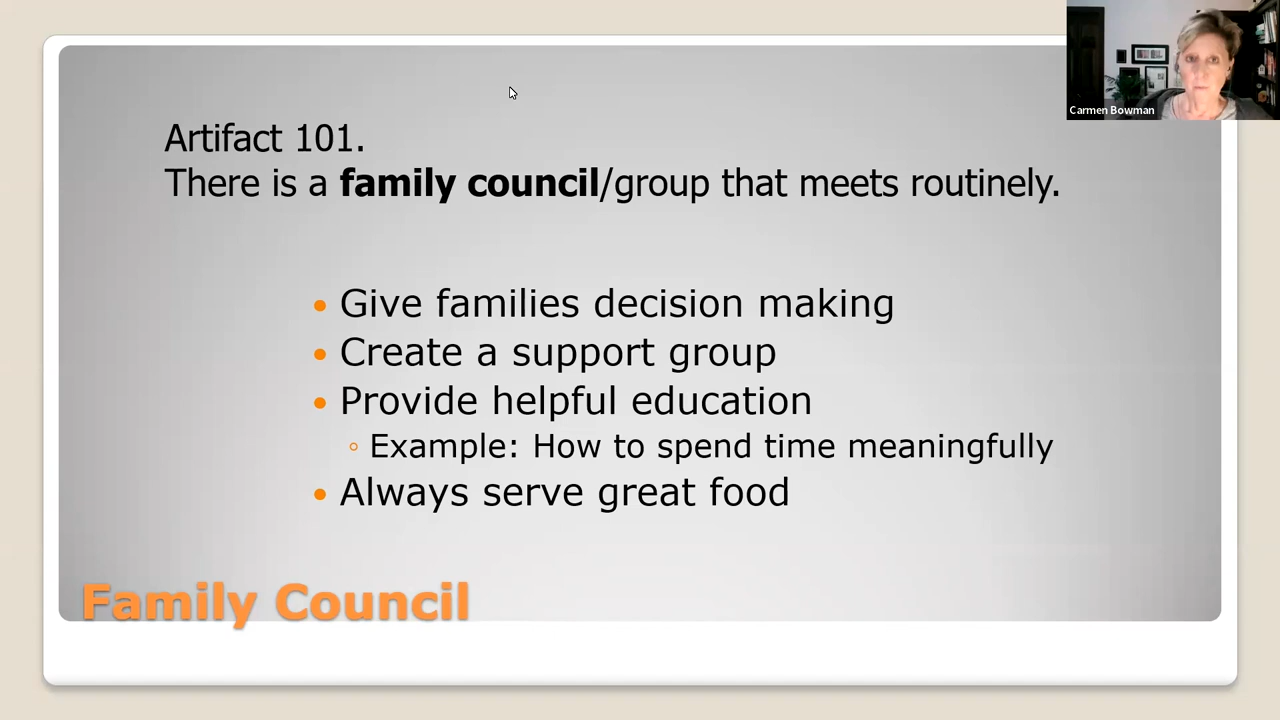 Carmen Bowman
Artifact 101.
There is a family council/group that meets routinely.
Give families decision making
Create a support group
Provide helpful education
Example: How to spend time meaningfully
Always serve great food
Family Council